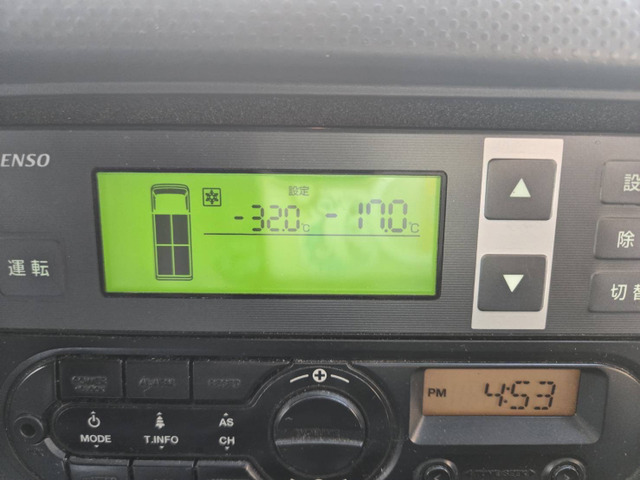 ENSO
設定
-32.0℃ -17.0℃
運転
設
除
切替
PM 4:53
MODE
T.INFO
AS
CH